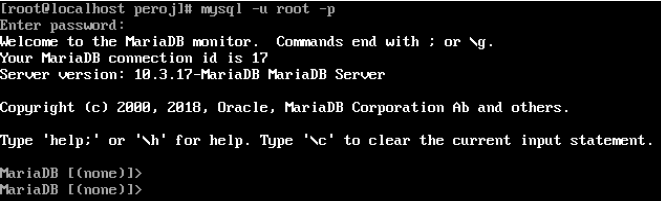 [root@localhost peroj]# mysql -u root -p
Enter password:
Welcome to the MariaDB monitor.  Commands end with ; or \g.
Your MariaDB connection id is 17
Server version: 10.3.17-MariaDB MariaDB Server
Copyright (c) 2000, 2018, Oracle, MariaDB Corporation Ab and others.
Type 'help;' or '\h' for help. Type '\c' to clear the current input statement.
MariaDB [(none)]>
MariaDB [(none)]>